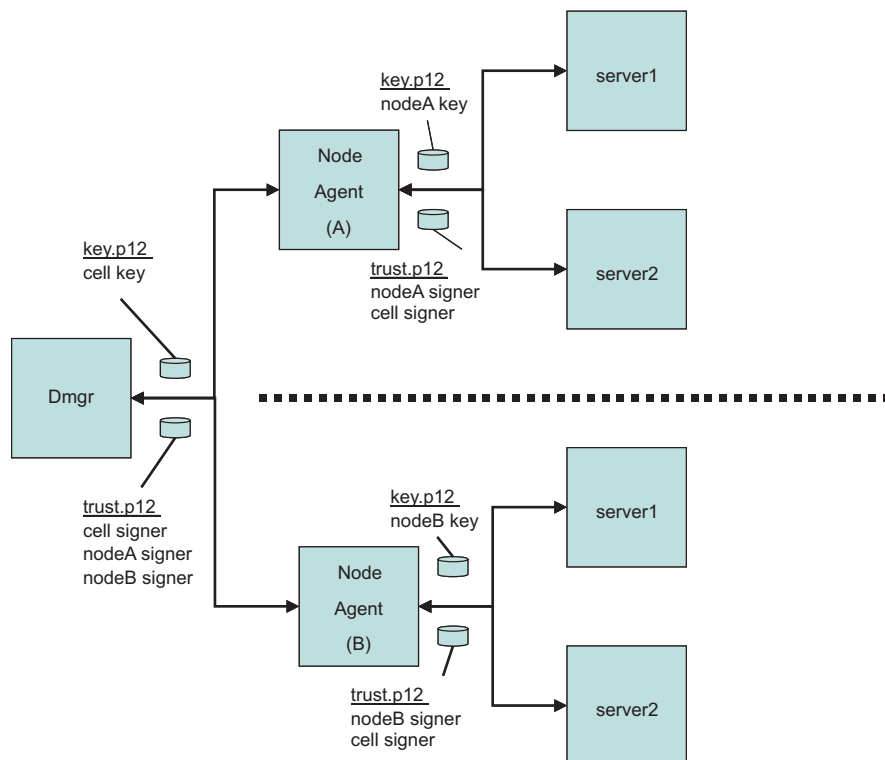 key.p12
nodeA key
server1
Node
Agent
(A)
key.p12
cell key
trust.p12
nodeA signer
cell signer
server2
Dmgr
trust.p12
cell signer
nodeA signer
nodeB signer
key.p12
nodeB key
server1
Node
Agent
(B)
trust.p12
nodeB signer
cell signer
server2